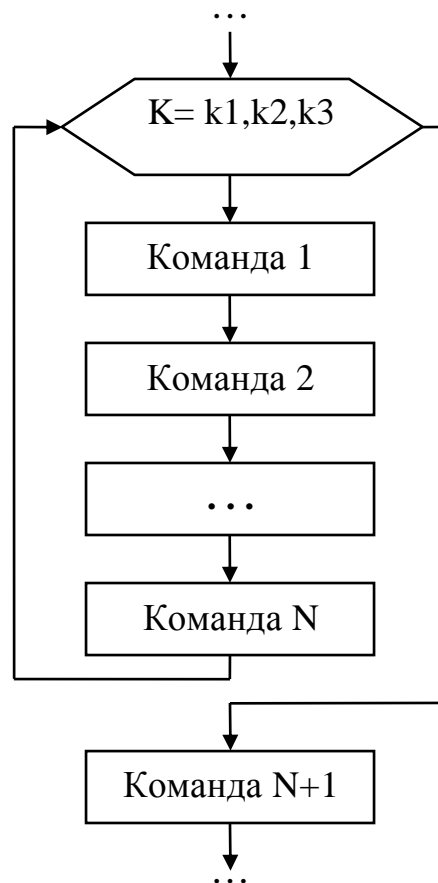 ...
K= k1,k2,k3
Команда 1
Команда 2
...
Команда N
Команда N+1
...